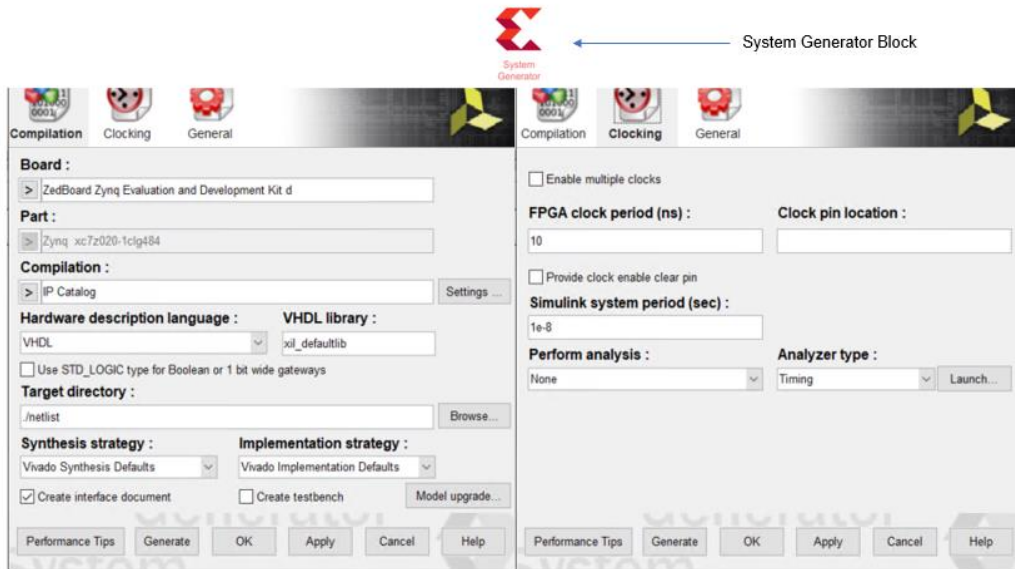 System Generator Block
System
Generator
Compilation
Clocking
General
Board :
> ZedBoard Zynq Evaluation and Development Kit d
Part :
> Zynq xc7z020-1clg484
Compilation :
> IP Catalog
Settings ...
Hardware description language :
VHDL library :
VHDL
xil_defaultlib
Use STD_LOGIC type for Boolean or 1 bit wide gateways
Target directory :
./netlist
Browse...
Synthesis strategy :
Implementation strategy :
Vivado Synthesis Defaults
Vivado Implementation Defaults
Create interface document
Create testbench
Model upgrade...
Performance Tips
Generate
OK
Apply
Cancel
Help
Compilation
Clocking
General
Enable multiple clocks
FPGA clock period (ns) :
Clock pin location :
10
Provide clock enable clear pin
Simulink system period (sec) :
1e-8
Perform analysis :
Analyzer type :
None
Timing
Launch...
Performance Tips
Generate
OK
Apply
Cancel
Help